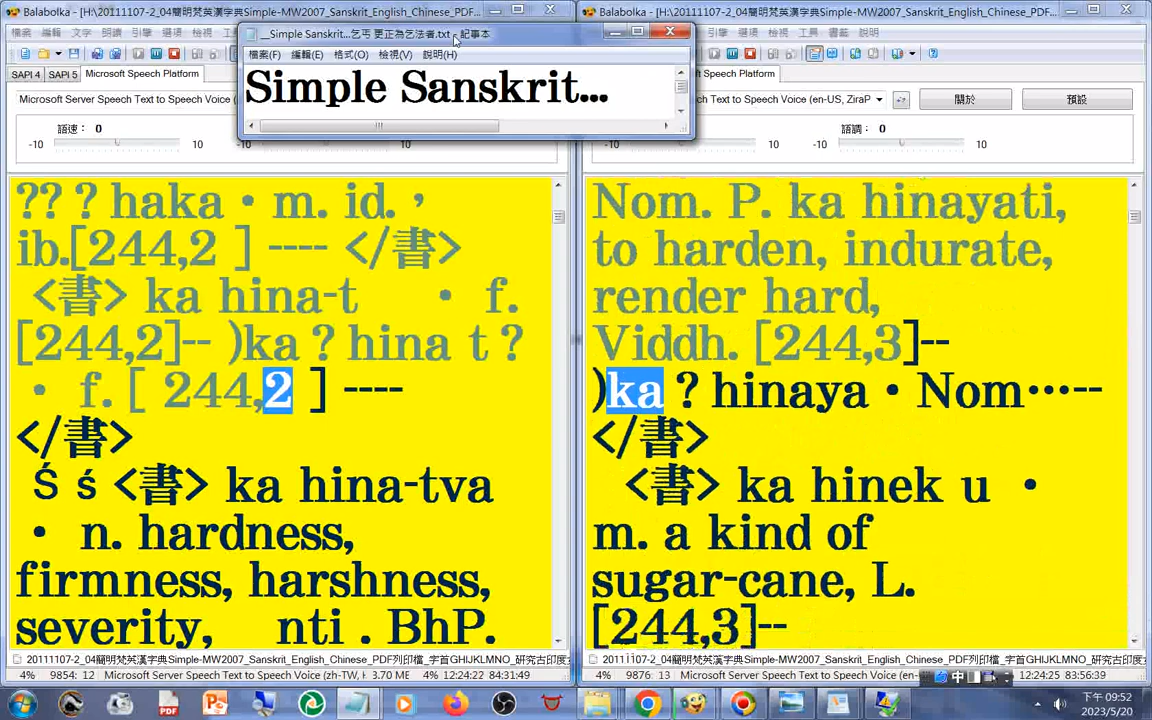 Balabolka - [H:\20111107-2_04簡明梵英漢字典Simple-MW2007_Sanskrit_English_Chinese_PDF...
檔案 編輯 文字 朗讀
SAPI 4 SAPI 5 Microsoft Speech Platform
Microsoft Server Speech Text to Speech Voice
語速: 0
-10 10
__Simple Sanskrit...乞丐 更正為乞法者.txt - 記事本
檔案(F) 編輯(E) 格式(O) 檢視(V) 說明(H)
Simple Sanskrit...
?? ? haka • m. id. ,
ib.[244,2 ] ---- </書>
<書> ka hina-t • f.
[244,2]-- )ka ? hina t ?
• f. [ 244,2 ] ----
</書>
Ś ś <書> ka hina-tva
• n. hardness,
firmness, harshness,
severity, nti . BhP.
20111107-2_04簡明梵英漢字典Simple-MW2007_Sanskrit_English_Chinese_PDF列印檔_字首GHIJKLMNO_研究古印度
4% 9854: 12 Microsoft Server Speech Text to Speech Voice (zh-TW, H 3.70 ME 4% 12:24:22 84:31:49
Balabolka - [H:\20111107-2_04簡明梵英漢字典Simple-MW2007_Sanskrit_English_Chinese_PDF...
Speech Platform
Microsoft Server Speech Text to Speech Voice (en-US, ZiraP
關於 預設
語調: 0
-10 10
Nom. P. ka hinayati,
to harden, indurate,
render hard,
Viddh. [244,3]--
)ka ? hinaya • Nom…--
</書>
<書> ka hinek u •
m. a kind of
sugar-cane, L.
[244,3]--
20111107-2_04簡明梵英漢字典Simple-MW2007_Sanskrit_English_Chinese_PDF列印檔_字首GHIJKLMNO_研究古印度
4% 9876: 13 Microsoft Server Speech Text to Speech Voice 4% 12:24:25 83:56:39
中
下午 09:52
2023/5/20